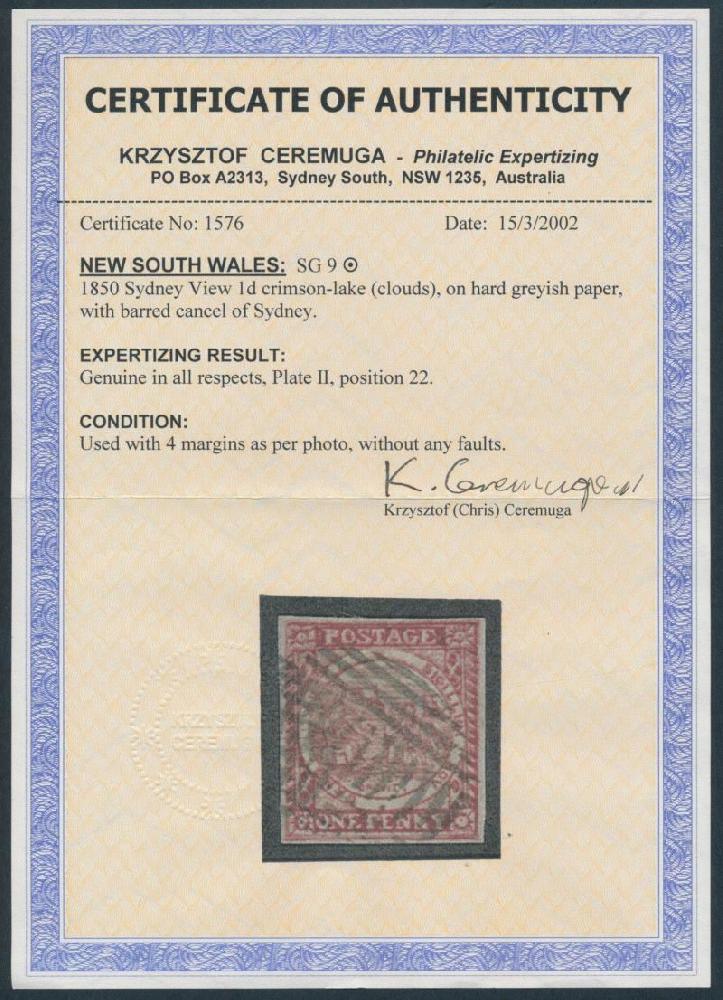 CERTIFICATE OF AUTHENTICITY
KRZYSZTOF CEREMUGA - Philatelic Expertizing
PO Box A2313, Sydney South, NSW 1235, Australia
Certificate No: 1576 Date: 15/3/2002
NEW SOUTH WALES: SG 9 ⊙
1850 Sydney View 1d crimson-lake (clouds), on hard greyish paper,
with barred cancel of Sydney.
EXPERTIZING RESULT:
Genuine in all respects, Plate II, position 22.
CONDITION:
Used with 4 margins as per photo, without any faults.
K. Ceremuga
Krzysztof (Chris) Ceremuga
POSTAGE
ONE PENNY